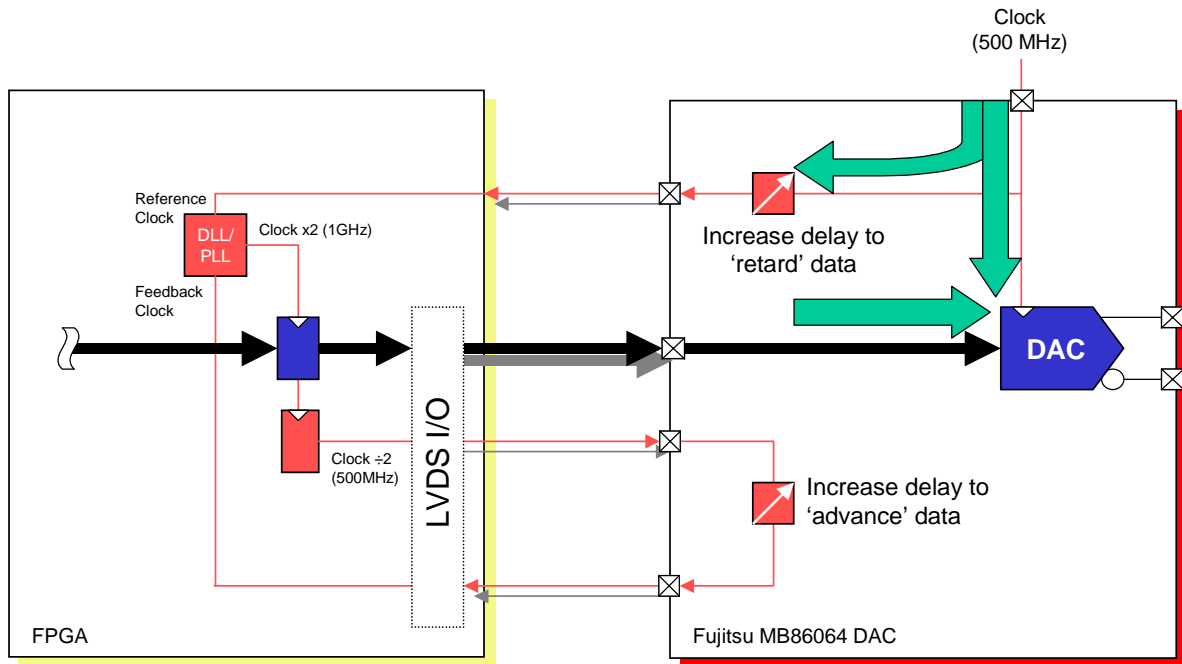 Clock
(500 MHz)
Reference
Clock
DLL/
PLL
Clock x2 (1GHz)
Feedback
Clock
Increase delay to
‘retard’ data
DAC
LVDS I/O
Clock ÷2
(500MHz)
Increase delay to
‘advance’ data
FPGA
Fujitsu MB86064 DAC